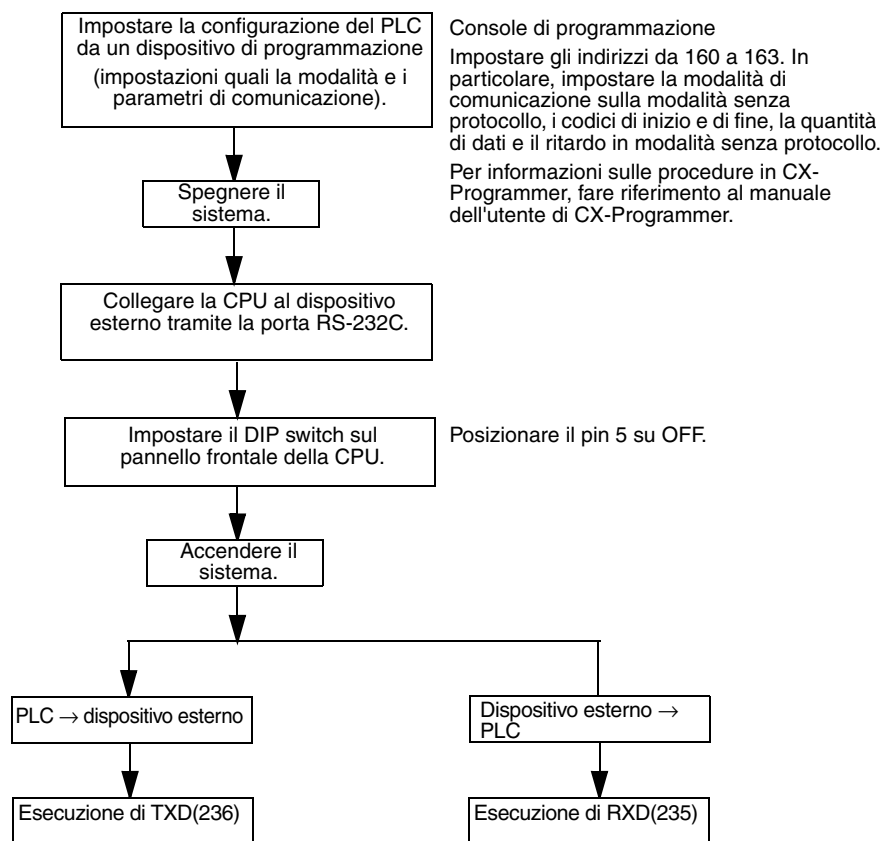 Impostare la configurazione del PLC
da un dispositivo di programmazione
(impostazioni quali la modalità e i
parametri di comunicazione).
Console di programmazione
Impostare gli indirizzi da 160 a 163. In
particolare, impostare la modalità di
comunicazione sulla modalità senza
protocollo, i codici di inizio e di fine, la quantità
di dati e il ritardo in modalità senza protocollo.
Per informazioni sulle procedure in CX-
Programmer, fare riferimento al manuale
dell'utente di CX-Programmer.
Spegnere il
sistema.
Collegare la CPU al dispositivo
esterno tramite la porta RS-232C.
Impostare il DIP switch sul
pannello frontale della CPU.
Posizionare il pin 5 su OFF.
Accendere il
sistema.
PLC → dispositivo esterno
Dispositivo esterno →
PLC
Esecuzione di TXD(236)
Esecuzione di RXD(235)